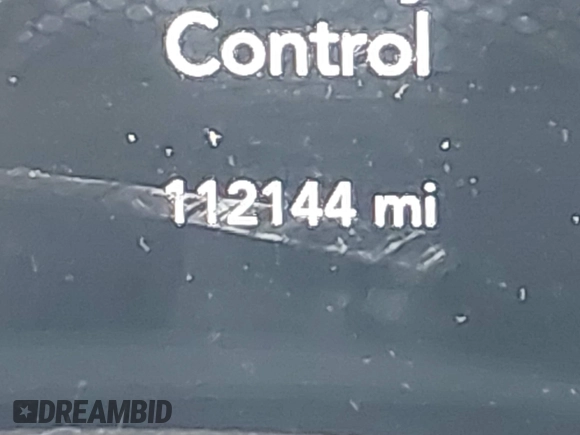 Control
112144 mi
DREAMBID